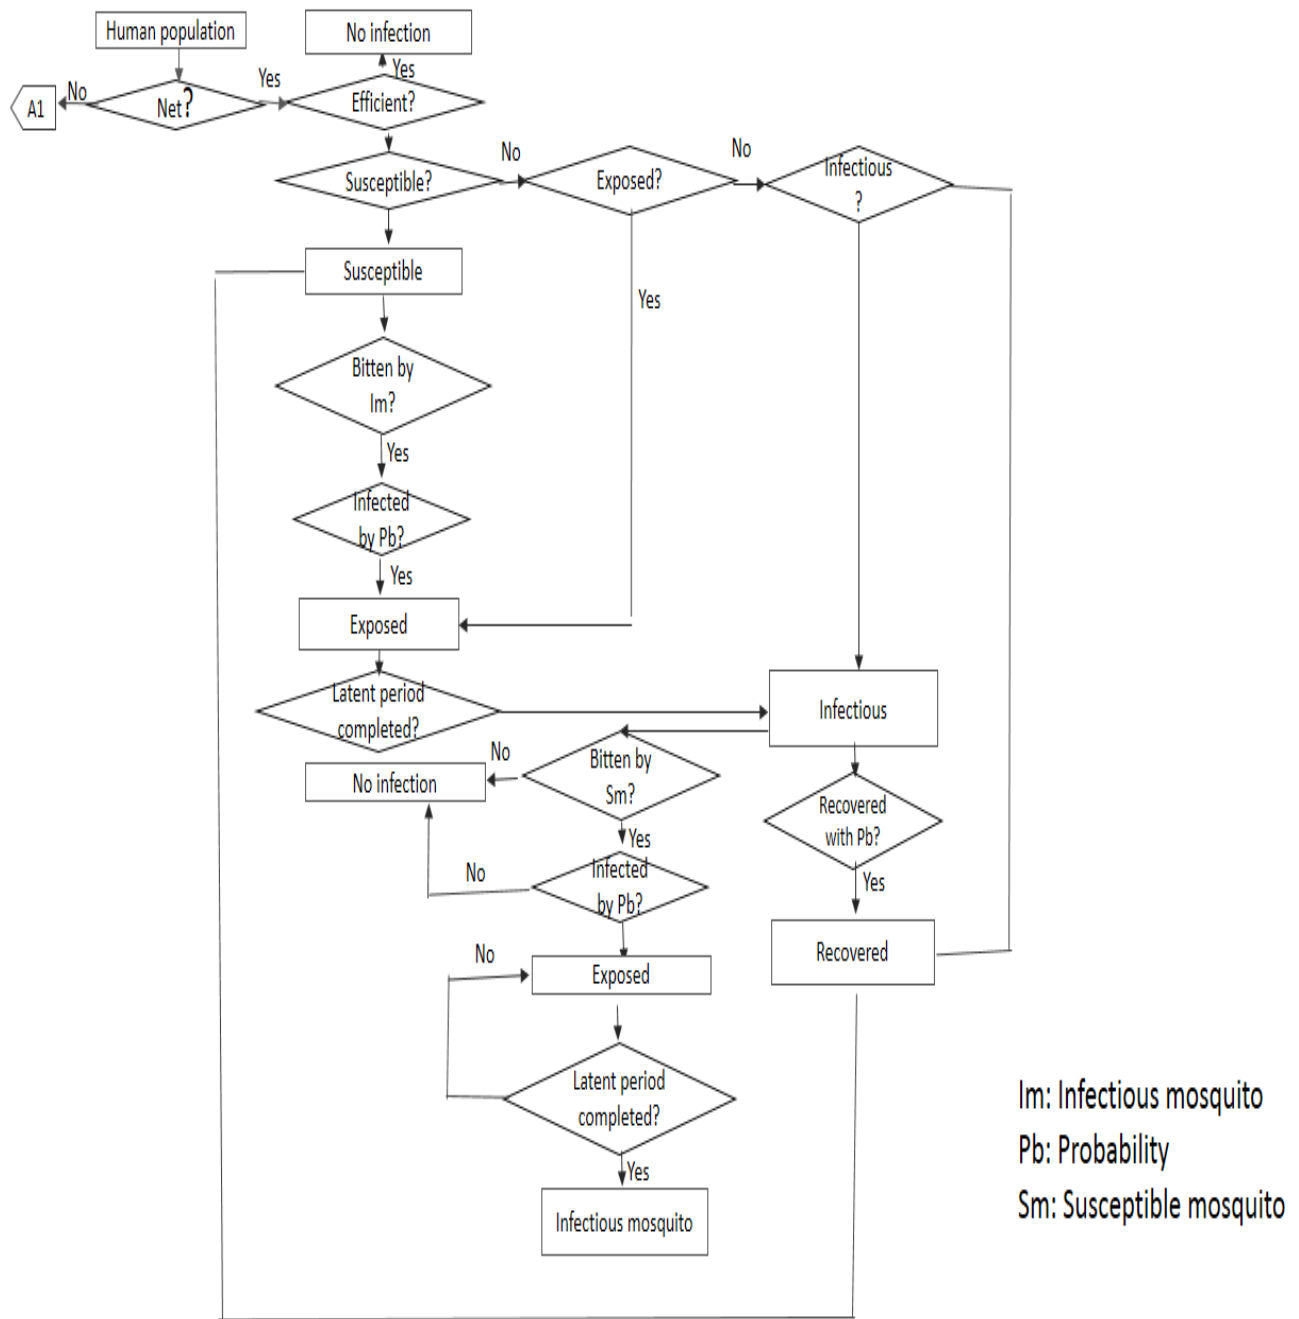 Human population
No infection
No
Yes
Yes
A1
Net?
Efficient?
No
No
Susceptible?
Exposed?
Infectious
?
Susceptible
Yes
Bitten by
Im?
Yes
Infected
by Pb?
Yes
Exposed
Latent period
completed?
Infectious
No
Bitten by
Sm?
No infection
Recovered
with Pb?
Yes
No
Infected
by Pb?
Yes
Recovered
No
Exposed
Latent period
completed?
Yes
Infectious mosquito
Im: Infectious mosquito
Pb: Probability
Sm: Susceptible mosquito